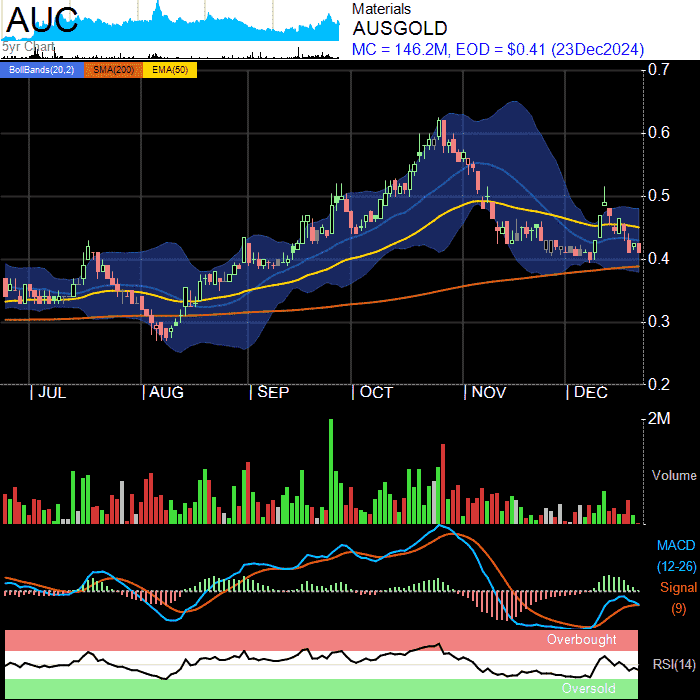 AUC
5yr Chart
Materials
AUSGOLD
MC = 146.2M, EOD = $0.41 (23Dec2024)
BollBands(20,2) SMA(200) EMA(50)
0.7
0.6
0.5
0.4
0.3
0.2
JUL AUG SEP OCT NOV DEC
2M
Volume
MACD
(12-26)
Signal
(9)
Overbought
RSI(14)
Oversold